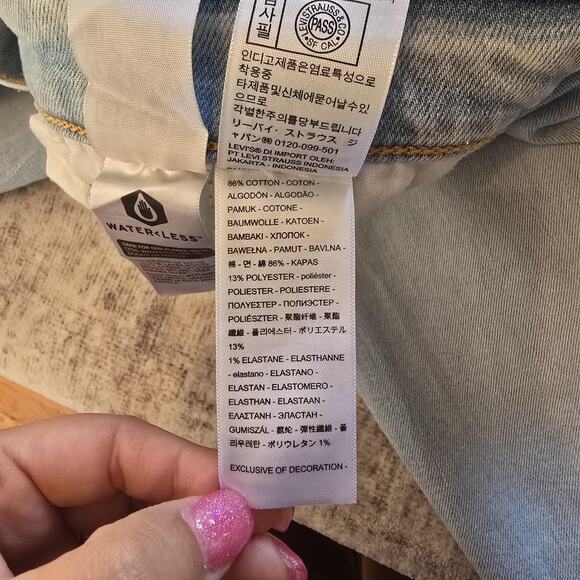 검사필
LEVI STRAUSS & CO
PASS
SF CAL
인디고제품은염료특성으로
착용중
제품및신체에묻어날수있
으므로
각별한주의를당부드립니다
リーバイ・ストラウス ジ
ャパン㈱ 0120-099-501
LEVI'S® DI IMPORT OLEH:
PT LEVI STRAUSS INDONESIA
JAKARTA - INDONESIA
86% COTTON - COTON -
ALGODÓN - ALGODÃO -
PAMUK - COTONE -
BAUMWOLLE - KATOEN -
BAMBAKI - ХЛОПОК -
BAWEŁNA - PAMUT - BAVLNA -
棉 - 면 - 綿 86% - KAPAS
13% POLYESTER - poliéster -
POLIESTER - POLIESTERE -
ΠΟΛΥΕΣΤΕΡ - ПОЛИЭСТЕР -
POLIÉSZTER - 聚酯纤维 - 聚酯
纖維 - 폴리에스터 - ポリエステル
13%
1% ELASTANE - ELASTHANNE
- elastano - ELASTANO -
ELASTAN - ELASTOMERO -
ELASTHAN - ELASTAAN -
ΕΛΑΣΤΑΝΗ - ЭЛАСТАН -
GUMISZÁL - 氨纶 - 彈性纖維 - 폴
리우레탄 - ポリウレタン 1%
EXCLUSIVE OF DECORATION -
WATER<LESS™